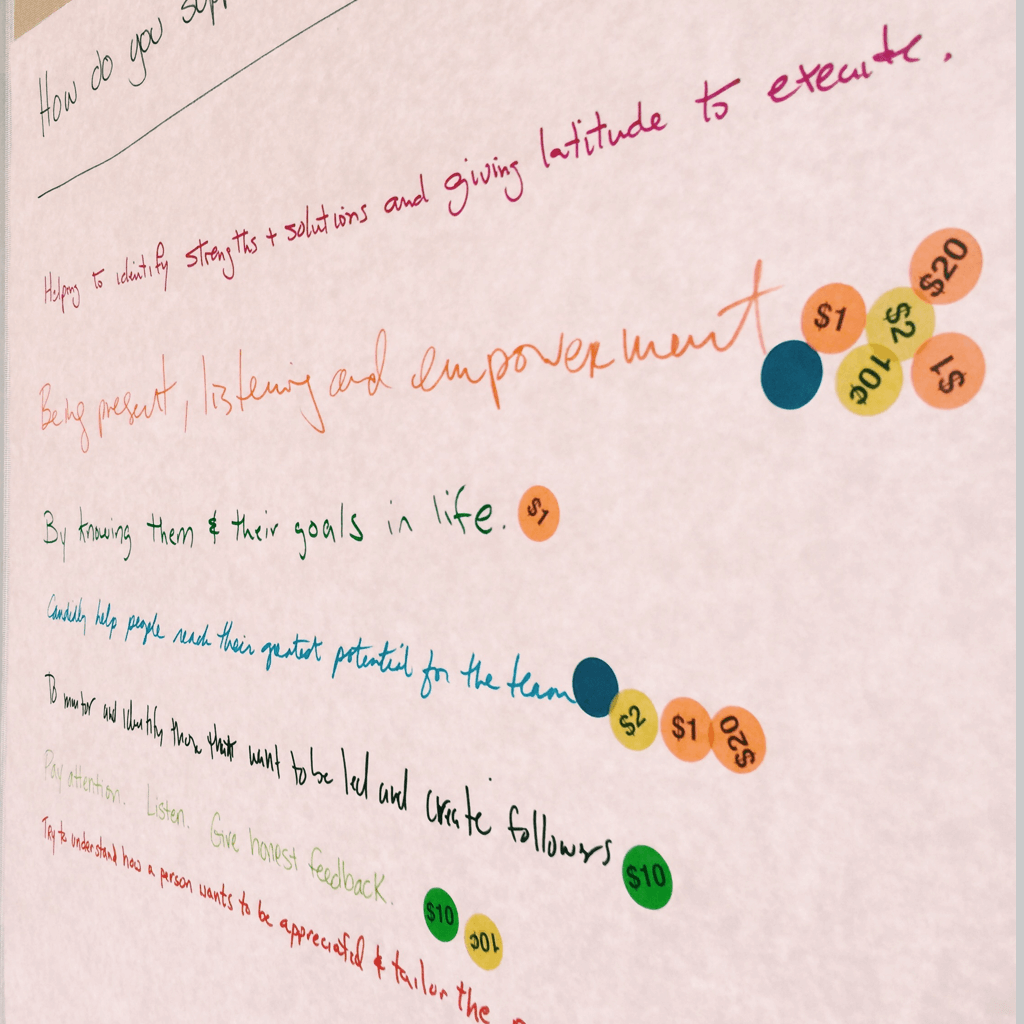 How do you supp
Helping to identify strengths + solutions and giving latitude to execute.
Being present, listening and empowerment $1 $2 $20 10¢ $1
By knowing them & their goals in life. $1
Candidly help people reach their greatest potential for the team $2 $1 $20
To mentor and identify those that want to be led and create followers $10
Pay attention. Listen. Give honest feedback. $10 10¢
Try to understand how a person wants to be appreciated & tailor the